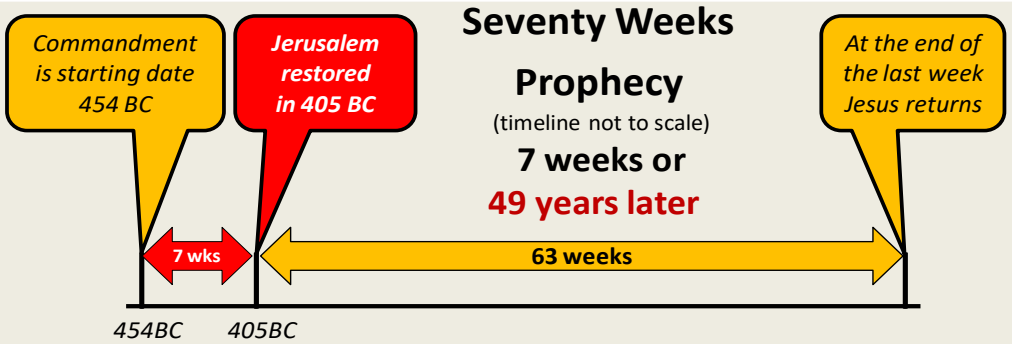 Commandment
is starting date
454 BC
Jerusalem
restored
in 405 BC
Seventy Weeks
Prophecy
(timeline not to scale)
7 weeks or
49 years later
At the end of
the last week
Jesus returns
7 wks
63 weeks
454BC
405BC